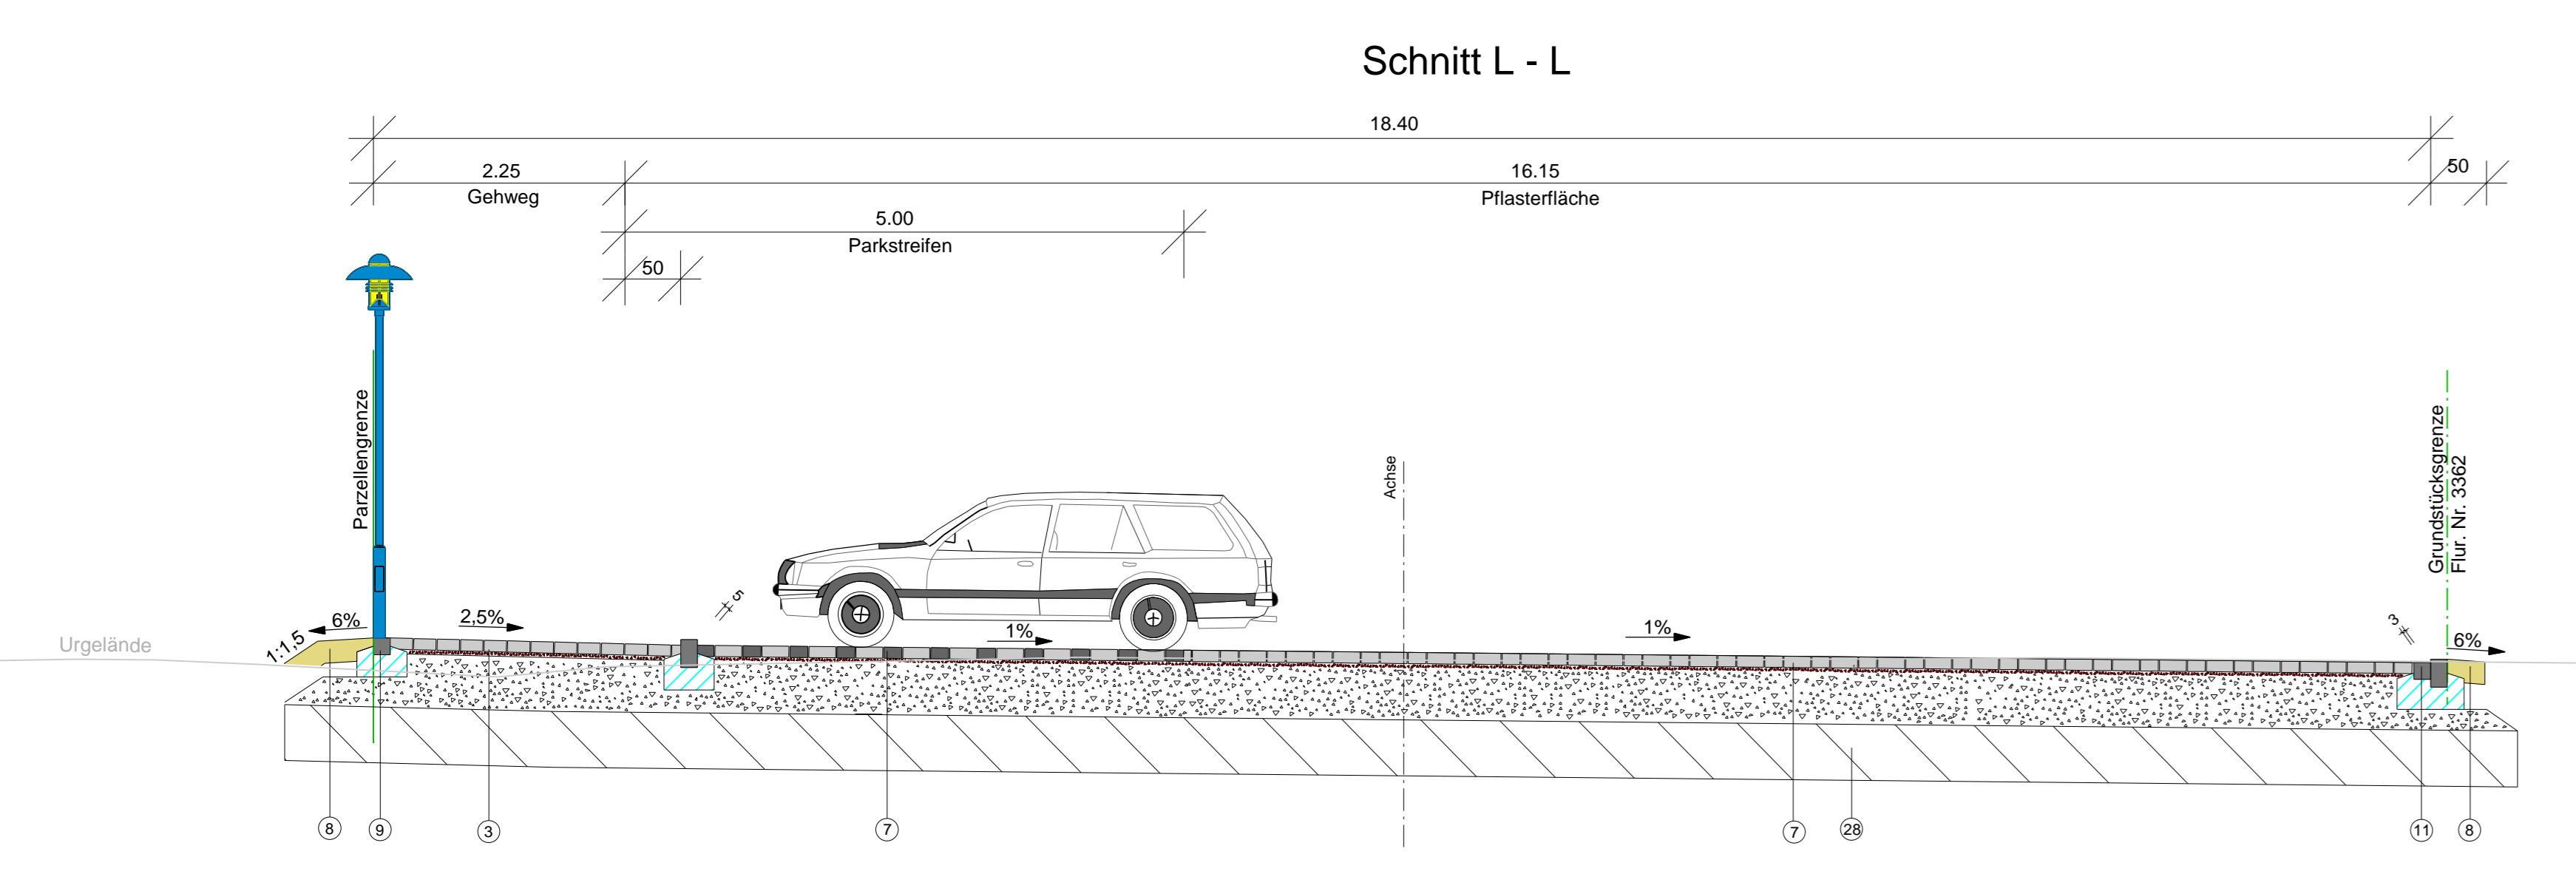 Schnitt L - L
18.40
2.25
16.15
50
Gehweg
Pflasterfläche
5.00
Parkstreifen
50
Parzellengrenze
Achse
Grundstücksgrenze
Flur. Nr. 3362
Urgelände
1:1,5
6%
2,5%
5
1%
1%
3
6%
8
9
3
7
7
28
11
8